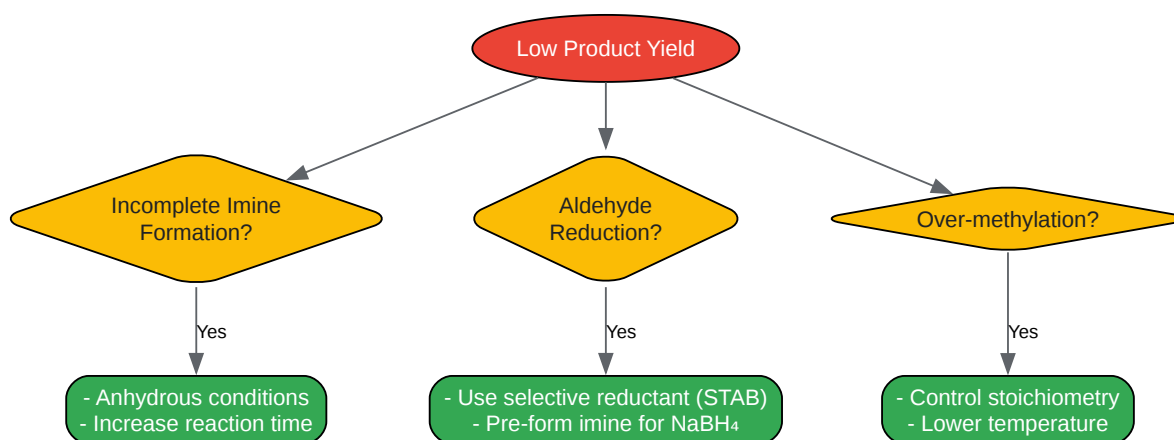 Low Product Yield
Incomplete Imine
Formation?
Aldehyde
Reduction?
Over-methylation?
Yes
Yes
Yes
- Anhydrous conditions
- Increase reaction time
- Use selective reductant (STAB)
- Pre-form imine for NaBH₄
- Control stoichiometry
- Lower temperature